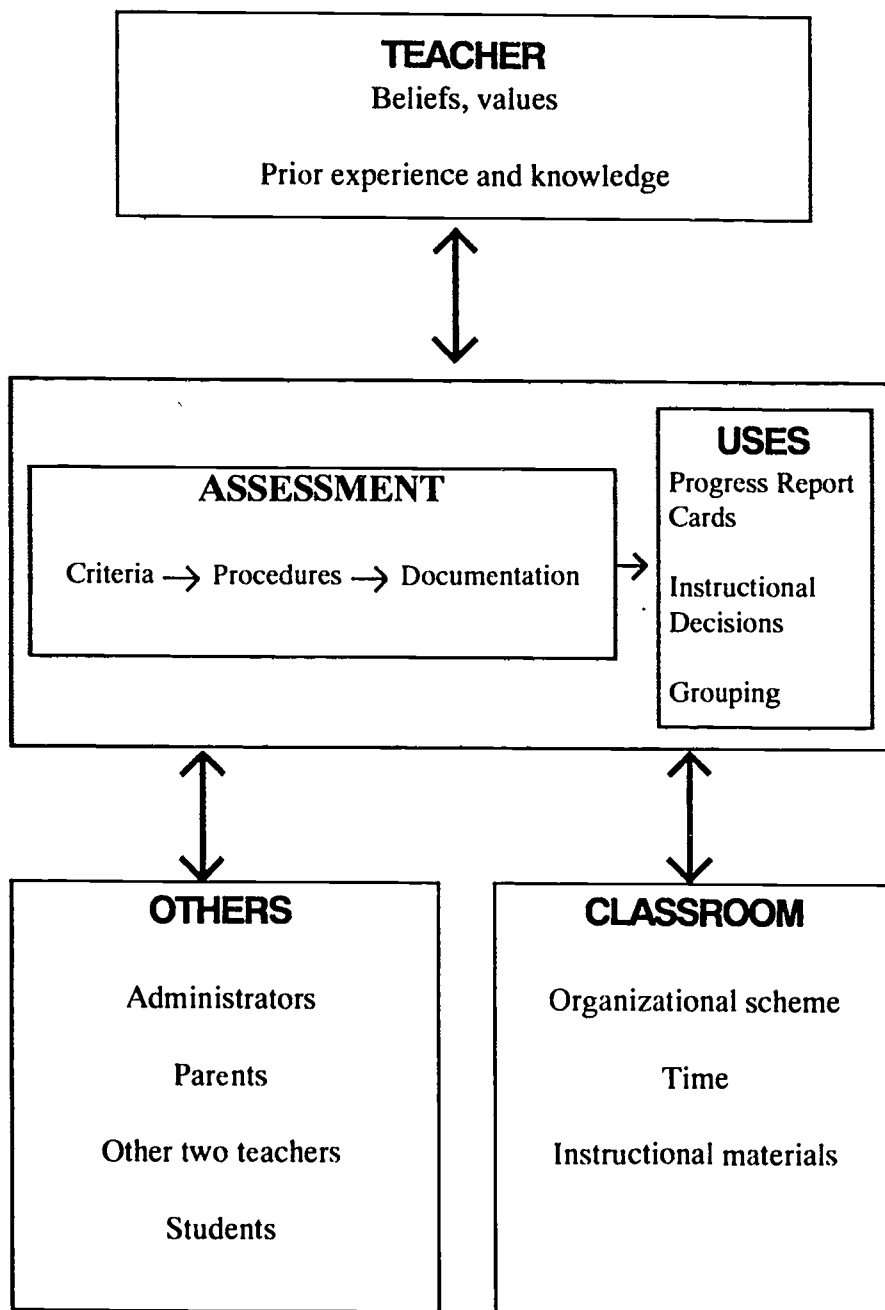 TEACHER
Beliefs, values
Prior experience and knowledge
ASSESSMENT
Criteria → Procedures → Documentation
USES
Progress Report
Cards
Instructional
Decisions
Grouping
OTHERS
Administrators
Parents
Other two teachers
Students
CLASSROOM
Organizational scheme
Time
Instructional materials